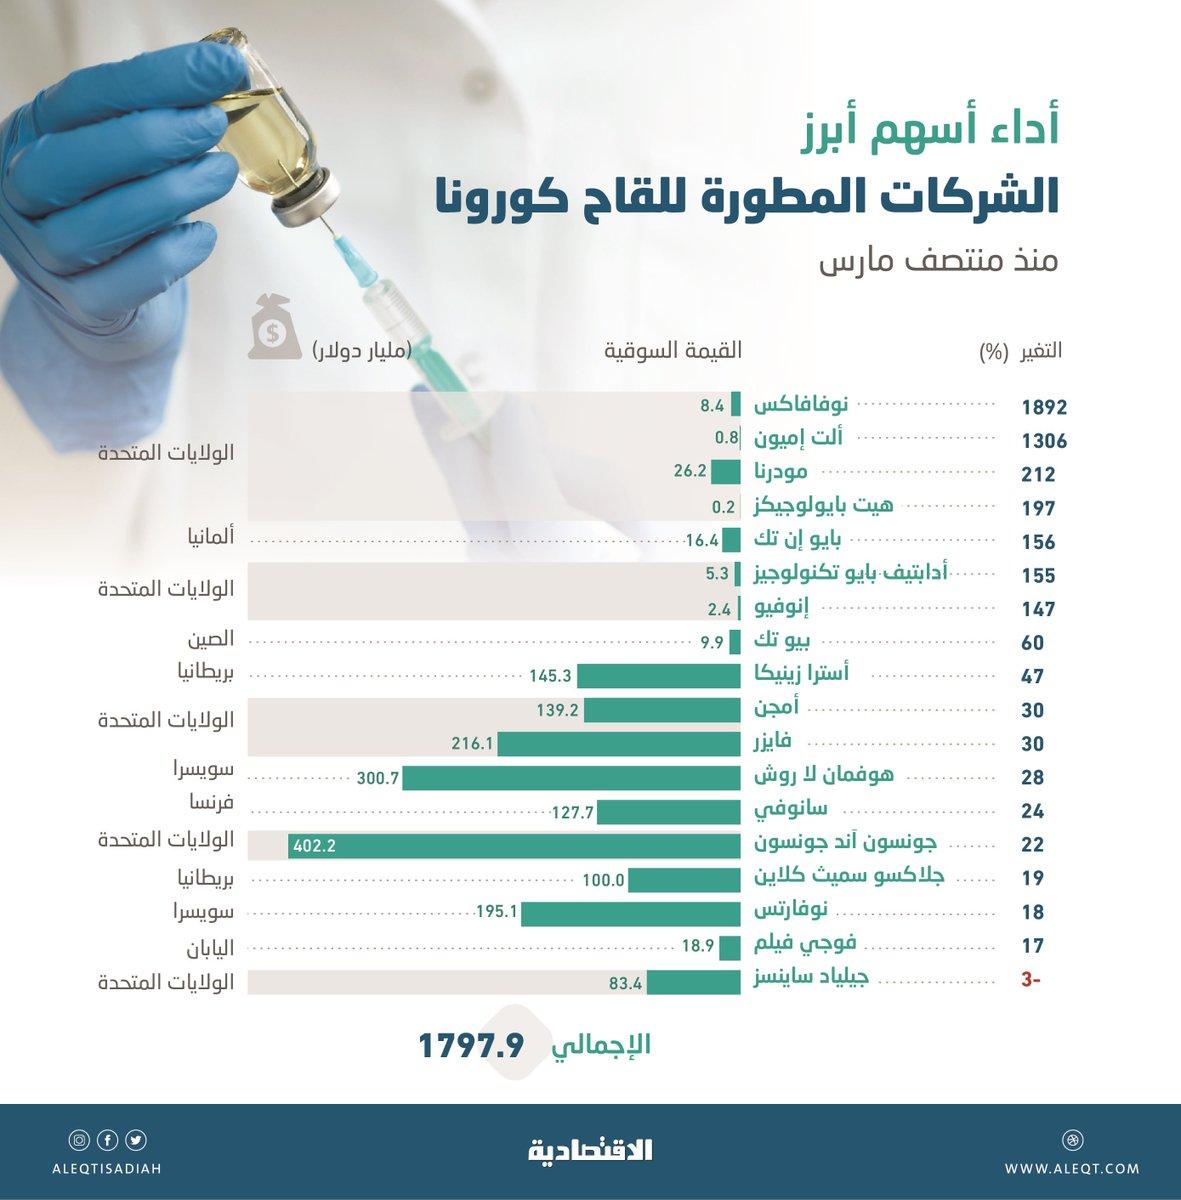 أداء أسهم أبرز
الشركات المطورة للقاح كورونا
منذ منتصف مارس
التغير (%) القيمة السوقية (مليار دولار)
$
1892 نوفافاكس 8.4
1306 ألت إميون 0.8
الولايات المتحدة
212 مودرنا 26.2
197 هيت بايولوجيكز 0.2
156 بايو إن تك 16.4 ألمانيا
155 أدابتيف بايو تكنولوجيز 5.3
الولايات المتحدة
147 إنوفيو 2.4
60 بيو تك 9.9 الصين
47 أسترا زينيكا 145.3 بريطانيا
30 أمجن 139.2
الولايات المتحدة
30 فايزر 216.1
28 هوفمان لا روش 300.7 سويسرا
24 سانوفي 127.7 فرنسا
22 جونسون آند جونسون 402.2 الولايات المتحدة
19 جلاكسو سميث كلاين 100.0 بريطانيا
18 نوفارتس 195.1 سويسرا
17 فوجي فيلم 18.9 اليابان
3- جيلياد ساينسز 83.4 الولايات المتحدة
الإجمالي 1797.9
WWW.ALEQT.COM
الاقتصادية
ALEQTISADIAH